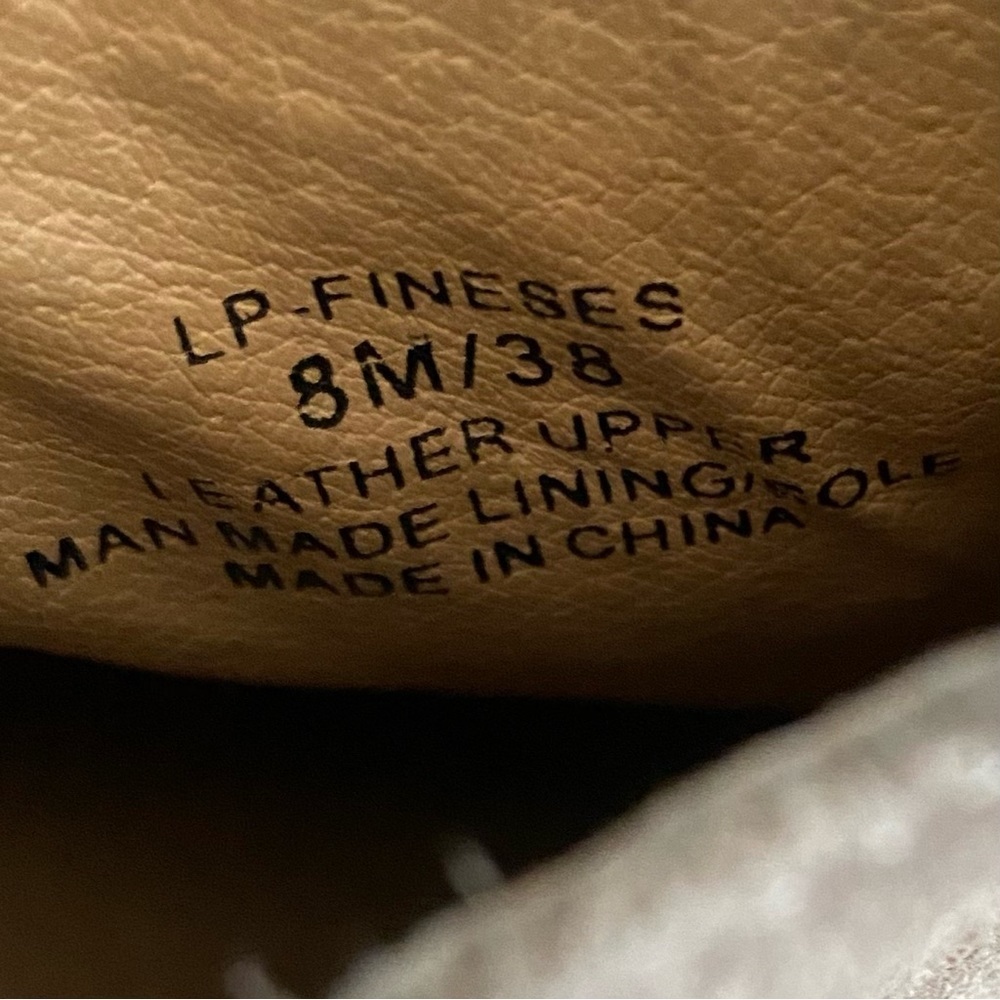 LP-FINESES
8M/38
LEATHER UPPER
MAN MADE LINING/SOLE
MADE IN CHINA